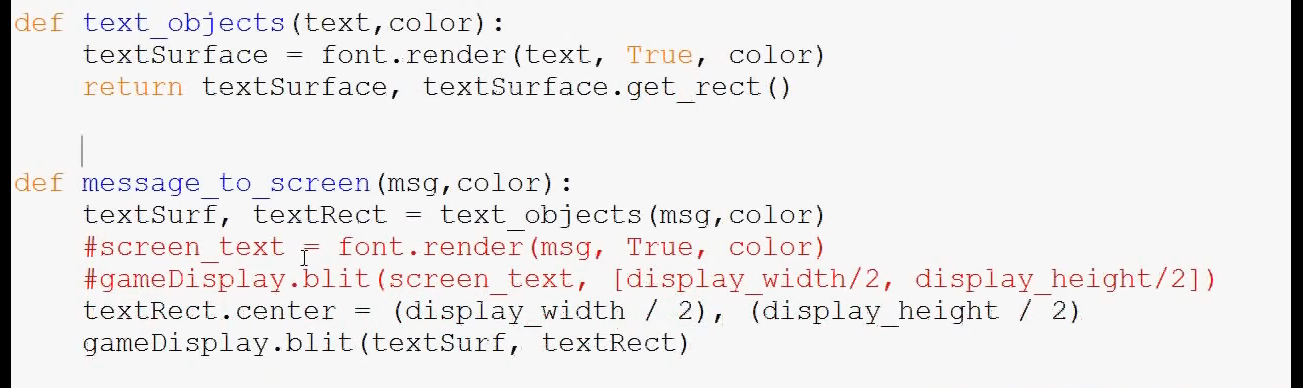 def text_objects(text,color):
    textSurface = font.render(text, True, color)
    return textSurface, textSurface.get_rect()
def message_to_screen(msg,color):
    textSurf, textRect = text_objects(msg,color)
    #screen_text = font.render(msg, True, color)
    #gameDisplay.blit(screen_text, [display_width/2, display_height/2])
    textRect.center = (display_width / 2), (display_height / 2)
    gameDisplay.blit(textSurf, textRect)